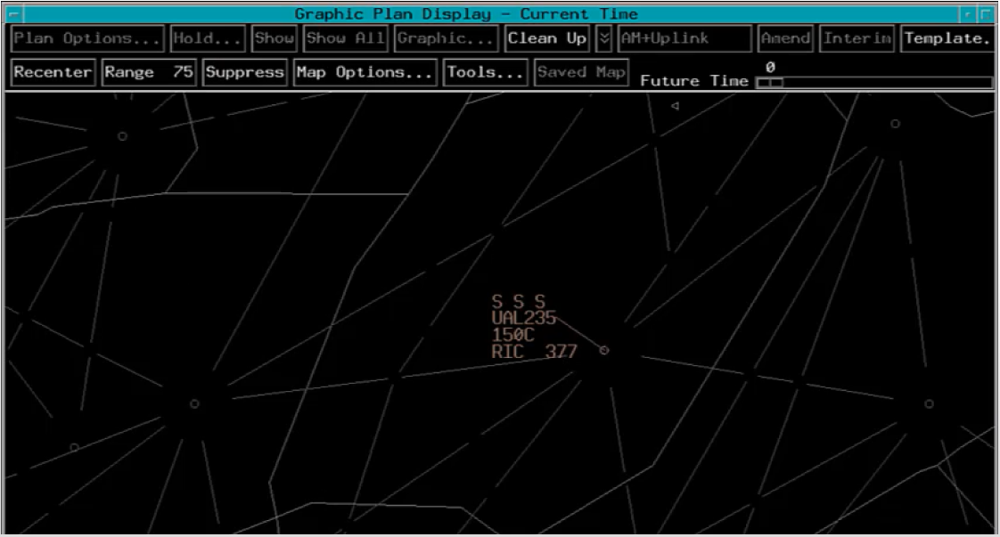 Graphic Plan Display - Current Time
Plan Options... Hold... Show Show All Graphic... Clean Up AM+Uplink Amend Interim Template.
Recenter Range 75 Suppress Map Options... Tools... Saved Map Future Time 0
S S S
UAL235
150C
RIC 377